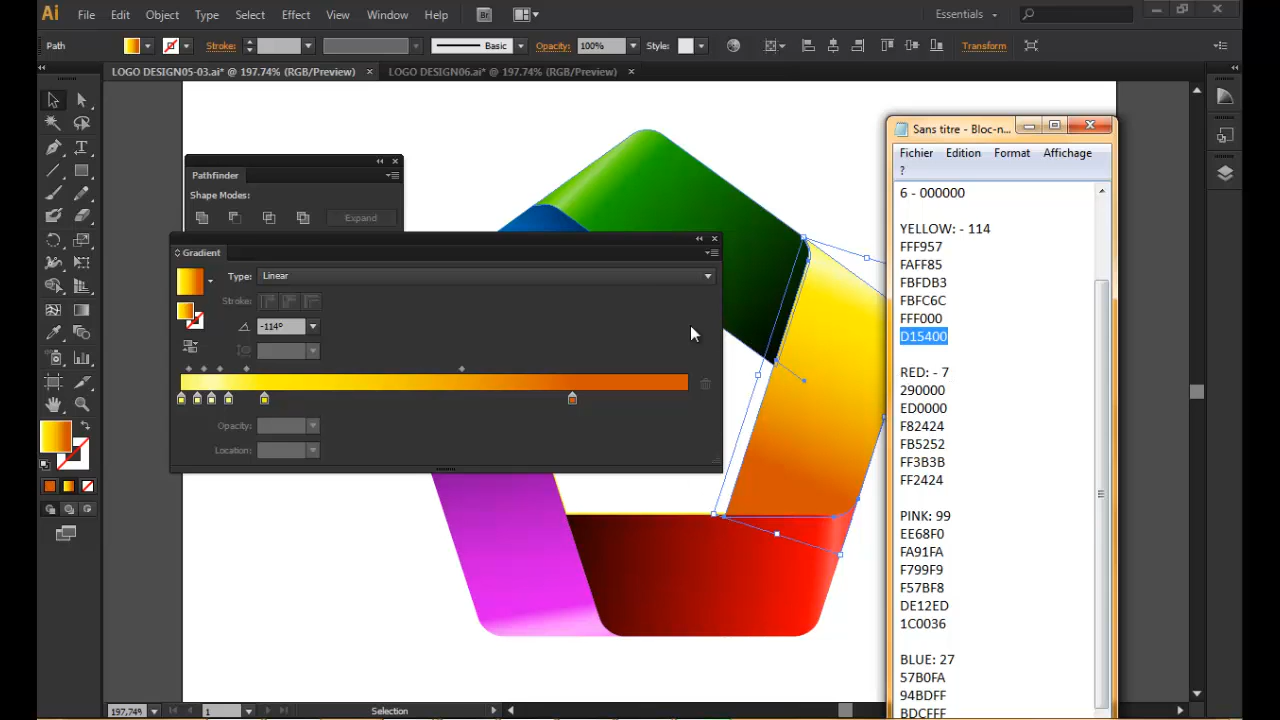 Ai File Edit Object Type Select Effect View Window Help Br Essentials
Path Stroke: Basic Opacity: 100% Style: Transform
LOGO DESIGN05-03.ai* @ 197.74% (RGB/Preview) LOGO DESIGN06.ai* @ 197.74% (RGB/Preview)
Pathfinder
Shape Modes:
Expand
Gradient
Type: Linear
Stroke:
-114°
Opacity:
Location:
Sans titre - Bloc-n...
Fichier Edition Format Affichage
?
6 - 000000
YELLOW: - 114
FFF957
FAFF85
FBFDB3
FBFC6C
FFF000
D15400
RED: - 7
290000
ED0000
F82424
FB5252
FF3B3B
FF2424
PINK: 99
EE68F0
FA91FA
F799F9
F57BF8
DE12ED
1C0036
BLUE: 27
57B0FA
94BDFF
BDCFFF
197,74% 1 Selection